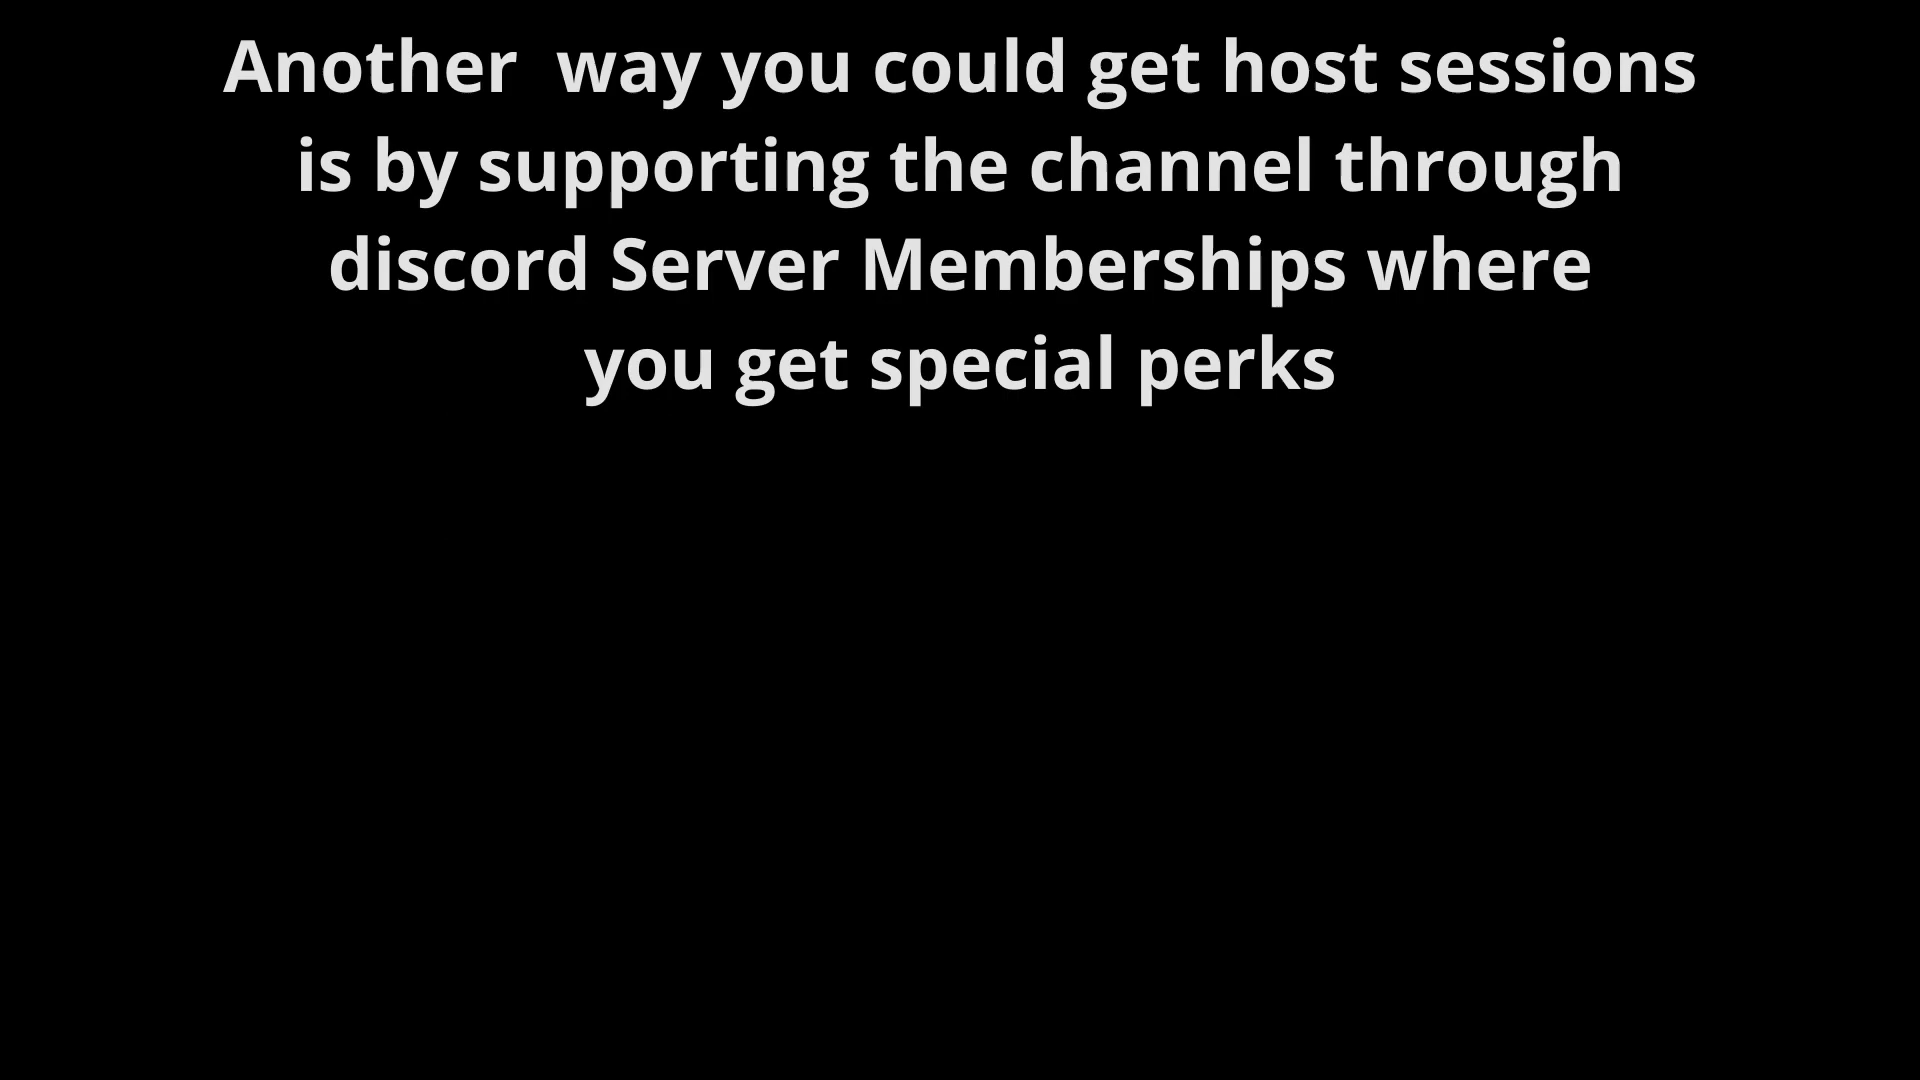 Another  way you could get host sessions
is by supporting the channel through
discord Server Memberships where
you get special perks